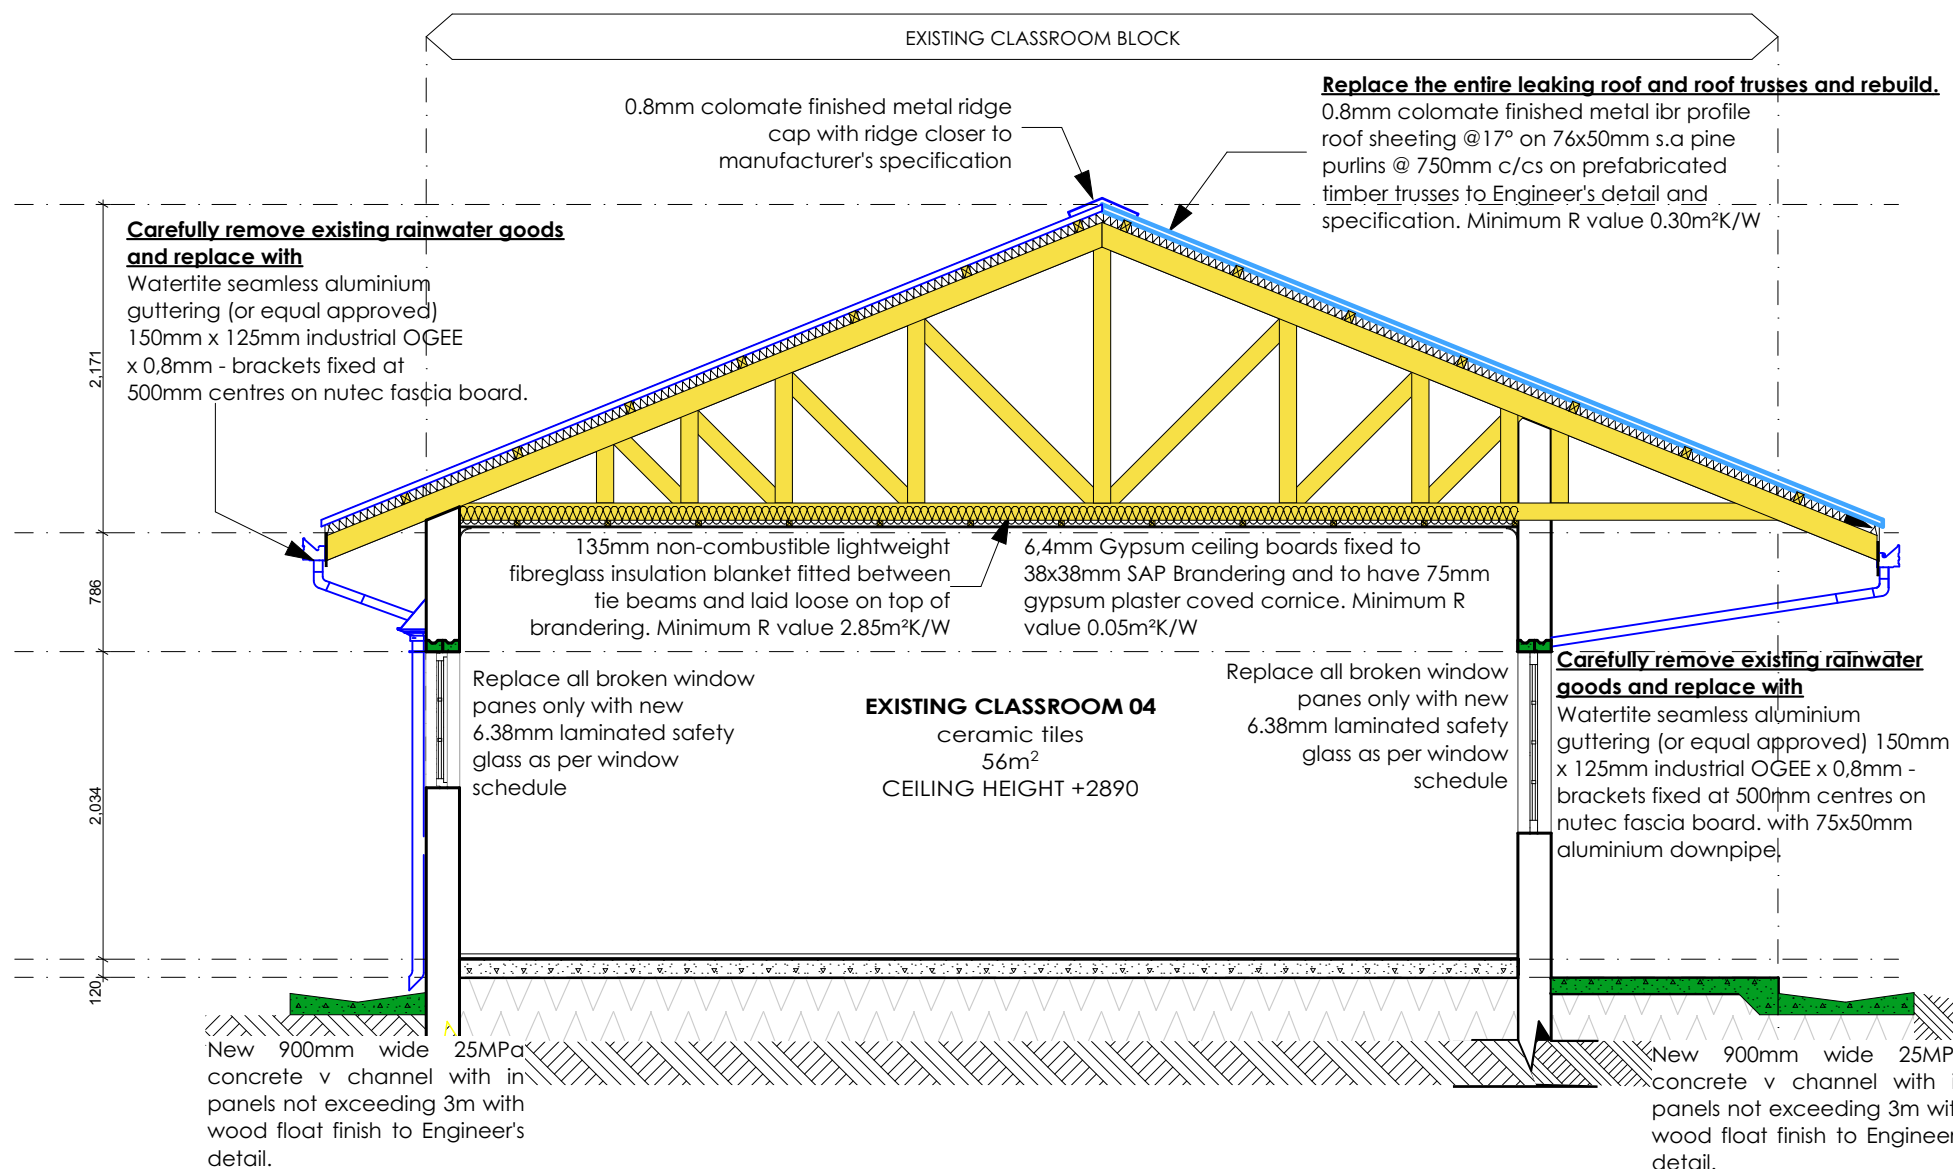 EXISTING CLASSROOM BLOCK
0.8mm colomate finished metal ridge
cap with ridge closer to
manufacturer's specification
Replace the entire leaking roof and roof trusses and rebuild.
0.8mm colomate finished metal ibr profile
roof sheeting @17° on 76x50mm s.a pine
purlins @ 750mm c/cs on prefabricated
timber trusses to Engineer's detail and
specification. Minimum R value 0.30m²K/W
Carefully remove existing rainwater goods
and replace with
Watertite seamless aluminium
guttering (or equal approved)
150mm x 125mm industrial OGEE
x 0,8mm - brackets fixed at
500mm centres on nutec fascia board.
2,171
786
2,034
120
135mm non-combustible lightweight
fibreglass insulation blanket fitted between
tie beams and laid loose on top of
brandering. Minimum R value 2.85m²K/W
6,4mm Gypsum ceiling boards fixed to
38x38mm SAP Brandering and to have 75mm
gypsum plaster coved cornice. Minimum R
value 0.05m²K/W
Replace all broken window
panes only with new
6.38mm laminated safety
glass as per window
schedule
EXISTING CLASSROOM 04
ceramic tiles
56m²
CEILING HEIGHT +2890
Replace all broken window
panes only with new
6.38mm laminated safety
glass as per window
schedule
Carefully remove existing rainwater
goods and replace with
Watertite seamless aluminium
guttering (or equal approved) 150mm
x 125mm industrial OGEE x 0,8mm -
brackets fixed at 500mm centres on
nutec fascia board. with 75x50mm
aluminium downpipe.
New 900mm wide 25MPa
concrete v channel with in
panels not exceeding 3m with
wood float finish to Engineer's
detail.
New 900mm wide 25MP
concrete v channel with
panels not exceeding 3m wit
wood float finish to Engineer
detail.